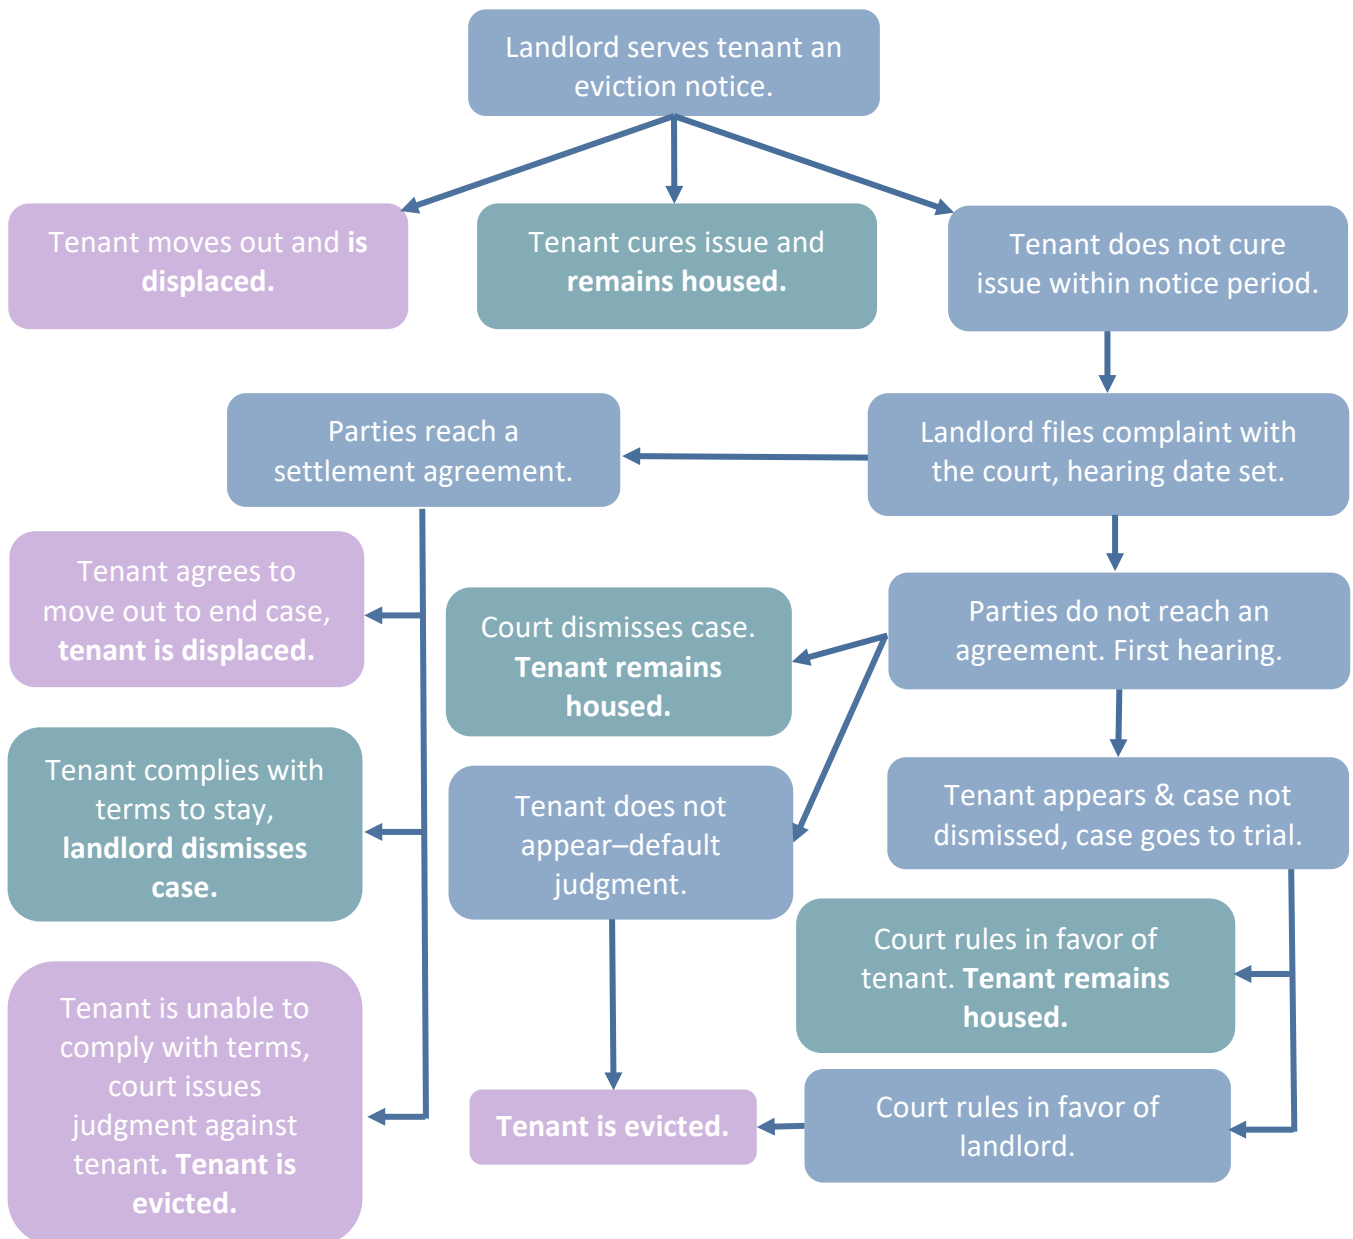 Landlord serves tenant an
eviction notice.
Tenant moves out and is
displaced.
Tenant cures issue and
remains housed.
Tenant does not cure
issue within notice period.
Parties reach a
settlement agreement.
Landlord files complaint with
the court, hearing date set.
Tenant agrees to
move out to end case,
tenant is displaced.
Court dismisses case.
Tenant remains
housed.
Parties do not reach an
agreement. First hearing.
Tenant complies with
terms to stay,
landlord dismisses
case.
Tenant does not
appear–default
judgment.
Tenant appears & case not
dismissed, case goes to trial.
Court rules in favor of
tenant. Tenant remains
housed.
Tenant is unable to
comply with terms,
court issues
judgment against
tenant. Tenant is
evicted.
Tenant is evicted.
Court rules in favor of
landlord.